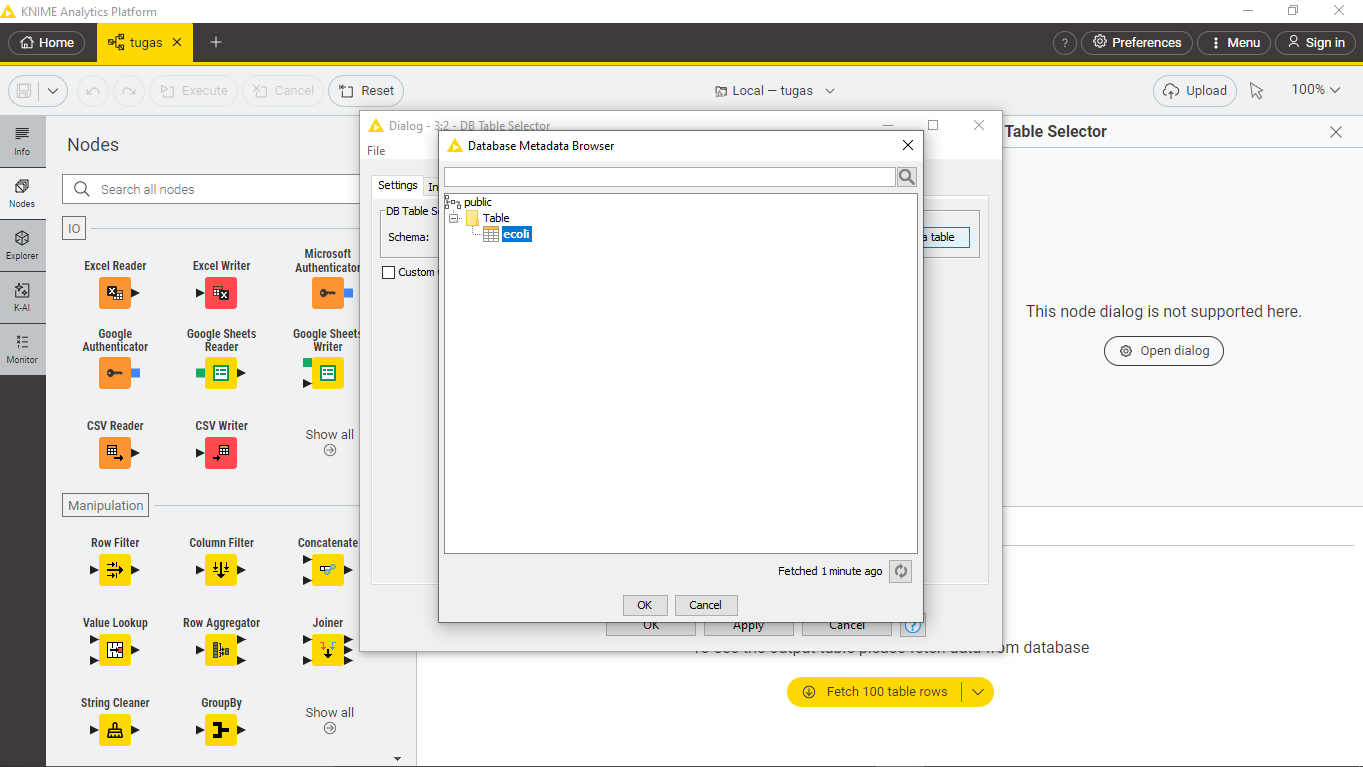 KNIME Analytics Platform
Home
tugas
?
Preferences
Menu
Sign in
Execute
Cancel
Reset
Local — tugas
Upload
100%
Info
Nodes
Explorer
K-AI
Monitor
Nodes
Search all nodes
IO
Excel Reader
Excel Writer
Microsoft
Authenticator
Google
Authenticator
Google Sheets
Reader
Google Sheets
Writer
CSV Reader
CSV Writer
Show all
Manipulation
Row Filter
Column Filter
Concatenate
Value Lookup
Row Aggregator
Joiner
String Cleaner
GroupBy
Show all
Dialog - 3:2 - DB Table Selector
File
Settings
In
DB Table S
Schema:
a table
Custom
OK
Apply
Cancel
?
Database Metadata Browser
public
Table
ecoli
Fetched 1 minute ago
OK
Cancel
Table Selector
This node dialog is not supported here.
Open dialog
To see the output table please fetch data from database
Fetch 100 table rows